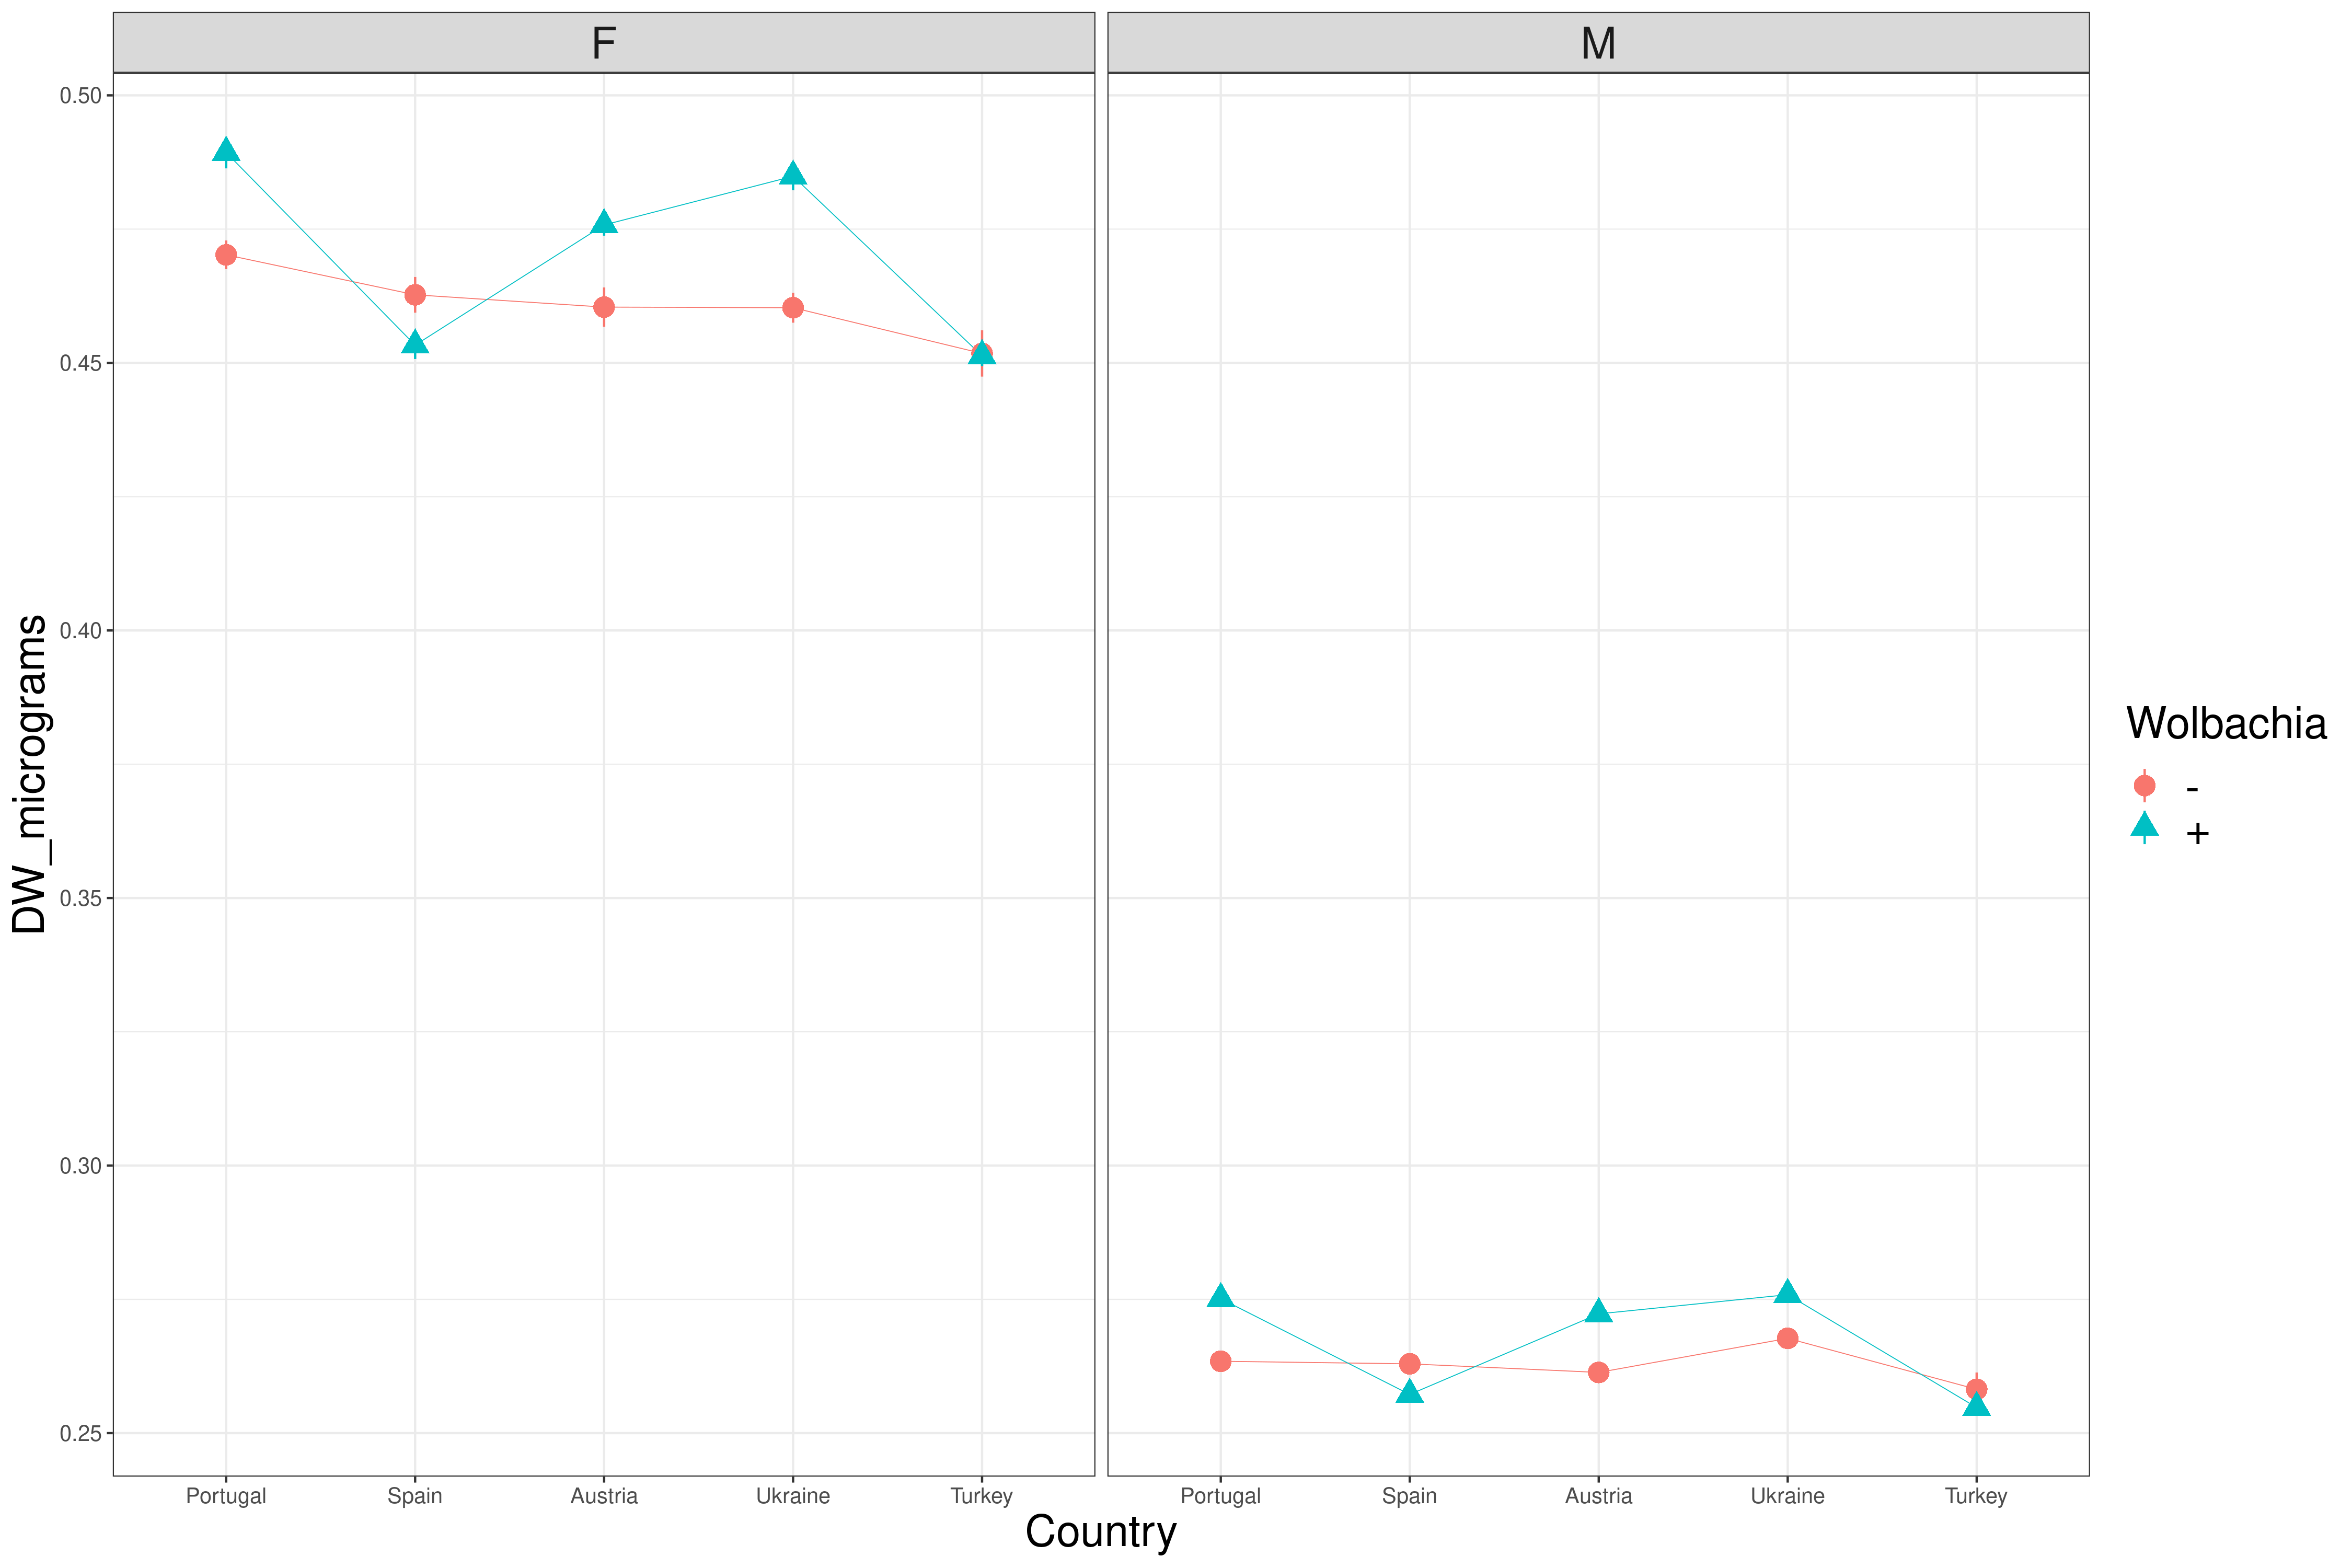 F
M
DW_micrograms
0.50
0.45
0.40
0.35
0.30
0.25
Portugal Spain Austria Ukraine Turkey
Portugal Spain Austria Ukraine Turkey
Country
Wolbachia
-
+